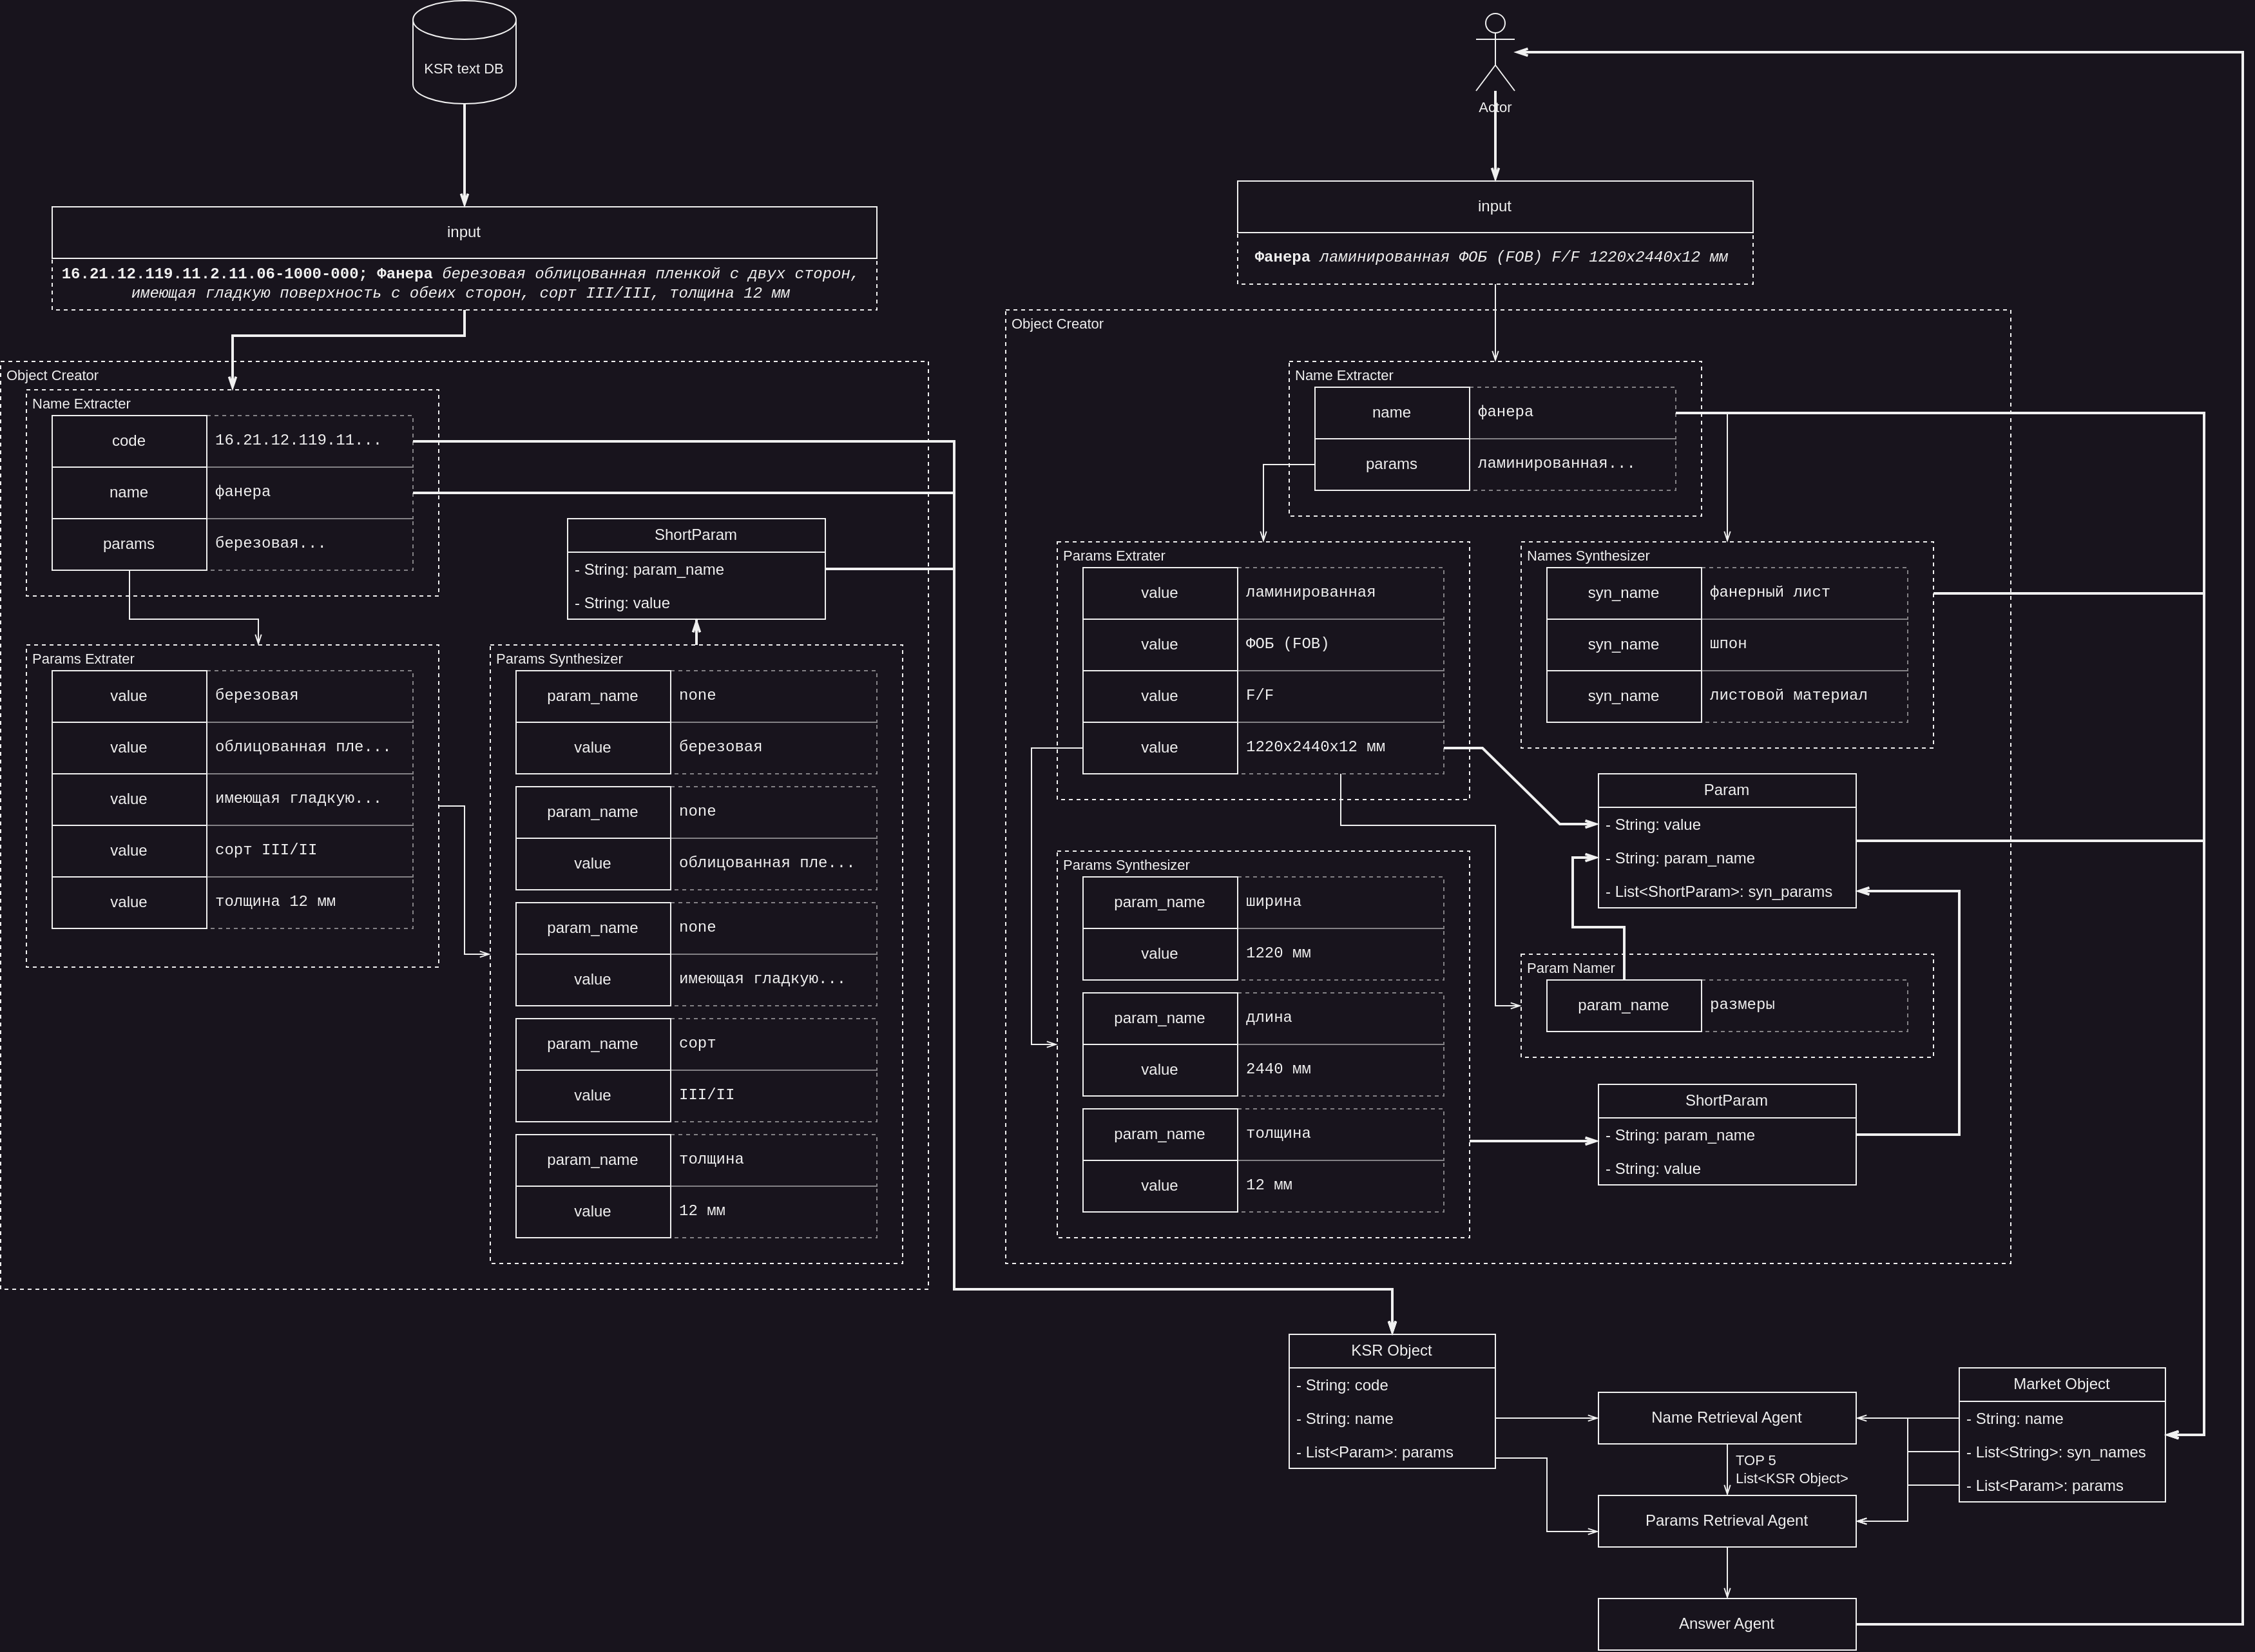 KSR text DB
input
16.21.12.119.11.2.11.06-1000-000; Фанера березовая облицованная пленкой с двух сторон,
имеющая гладкую поверхность с обеих сторон, сорт III/III, толщина 12 мм
Object Creator
Name Extracter
code
16.21.12.119.11...
name
фанера
params
березовая...
ShortParam
- String: param_name
- String: value
Params Extrater
value
березовая
value
облицованная пле...
value
имеющая гладкую...
value
сорт III/II
value
толщина 12 мм
Params Synthesizer
param_name
none
value
березовая
param_name
none
value
облицованная пле...
param_name
none
value
имеющая гладкую...
param_name
сорт
value
III/II
param_name
толщина
value
12 мм
Actor
input
Фанера ламинированная ФОБ (FOB) F/F 1220х2440х12 мм
Object Creator
Name Extracter
name
фанера
params
ламинированная...
Params Extrater
value
ламинированная
value
ФОБ (FOB)
value
F/F
value
1220х2440х12 мм
Names Synthesizer
syn_name
фанерный лист
syn_name
шпон
syn_name
листовой материал
Param
- String: value
- String: param_name
- List<ShortParam>: syn_params
Params Synthesizer
param_name
ширина
value
1220 мм
param_name
длина
value
2440 мм
param_name
толщина
value
12 мм
Param Namer
param_name
размеры
ShortParam
- String: param_name
- String: value
KSR Object
- String: code
- String: name
- List<Param>: params
Name Retrieval Agent
TOP 5
List<KSR Object>
Params Retrieval Agent
Answer Agent
Market Object
- String: name
- List<String>: syn_names
- List<Param>: params